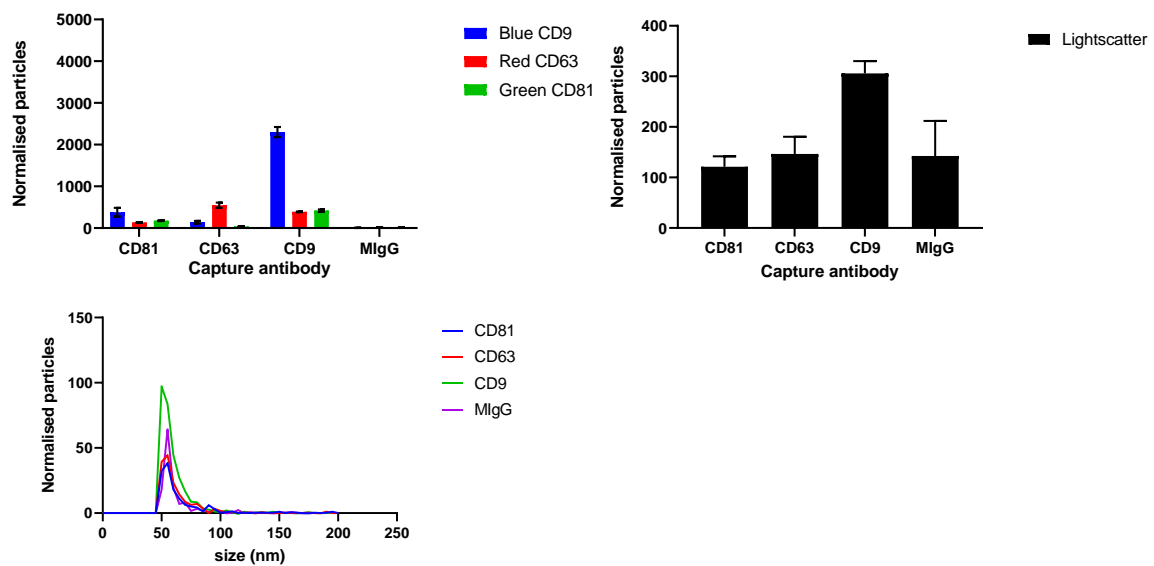 Normalised particles
5000
4000
3000
2000
1000
0
CD81 CD63 CD9 MIgG
Capture antibody
Blue CD9
Red CD63
Green CD81
Normalised particles
400
300
200
100
0
CD81 CD63 CD9 MIgG
Capture antibody
Lightscatter
Normalised particles
150
100
50
0
0 50 100 150 200 250
size (nm)
CD81
CD63
CD9
MIgG